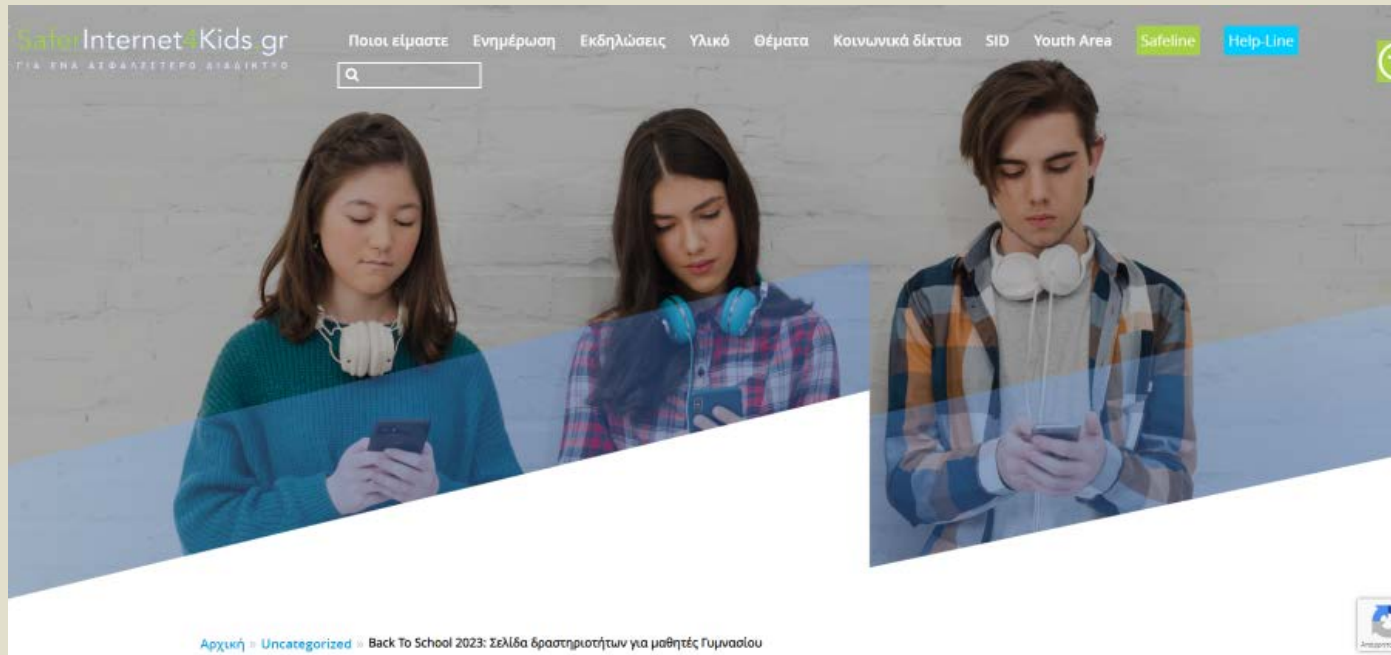 SaferInternet4Kids.gr
ΓΙΑ ΕΝΑ ΑΣΦΑΛΕΣΤΕΡΟ ΔΙΑΔΙΚΤΥΟ
Ποιοι είμαστε Ενημέρωση Εκδηλώσεις Υλικό Θέματα Κοινωνικά δίκτυα SID Youth Area Safeline Help-Line
Αρχική » Uncategorized » Back To School 2023: Σελίδα δραστηριοτήτων για μαθητές Γυμνασίου